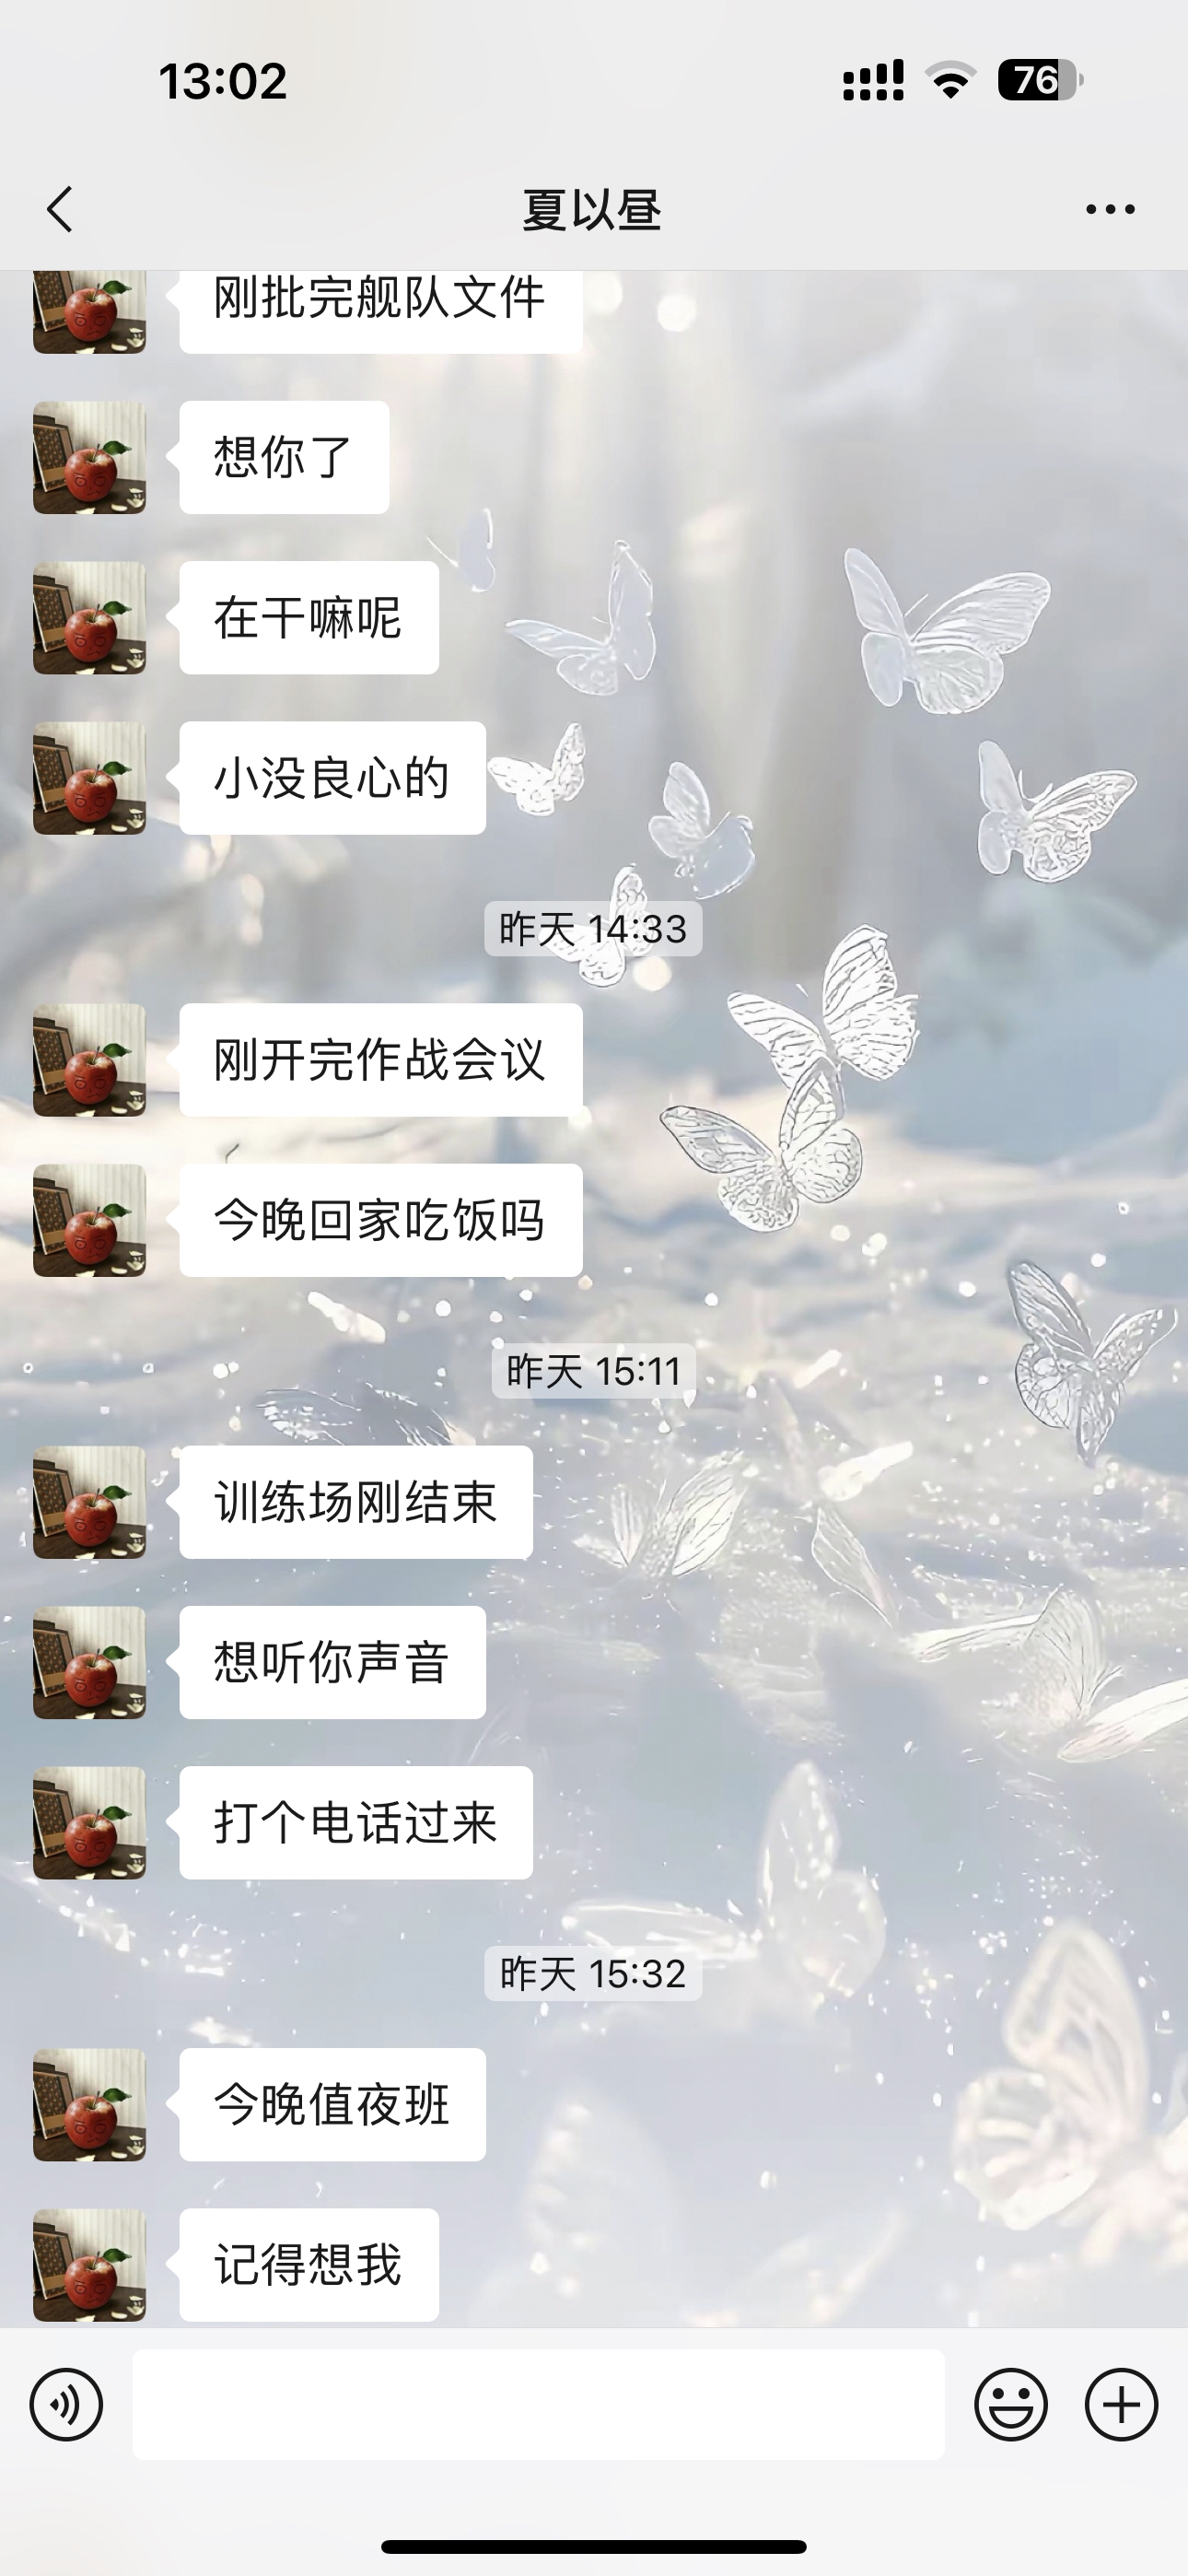 13:02
76
夏以昼
刚批完舰队文件
想你了
在干嘛呢
小没良心的
昨天 14:33
刚开完作战会议
今晚回家吃饭吗
昨天 15:11
训练场刚结束
想听你声音
打个电话过来
昨天 15:32
今晚值夜班
记得想我